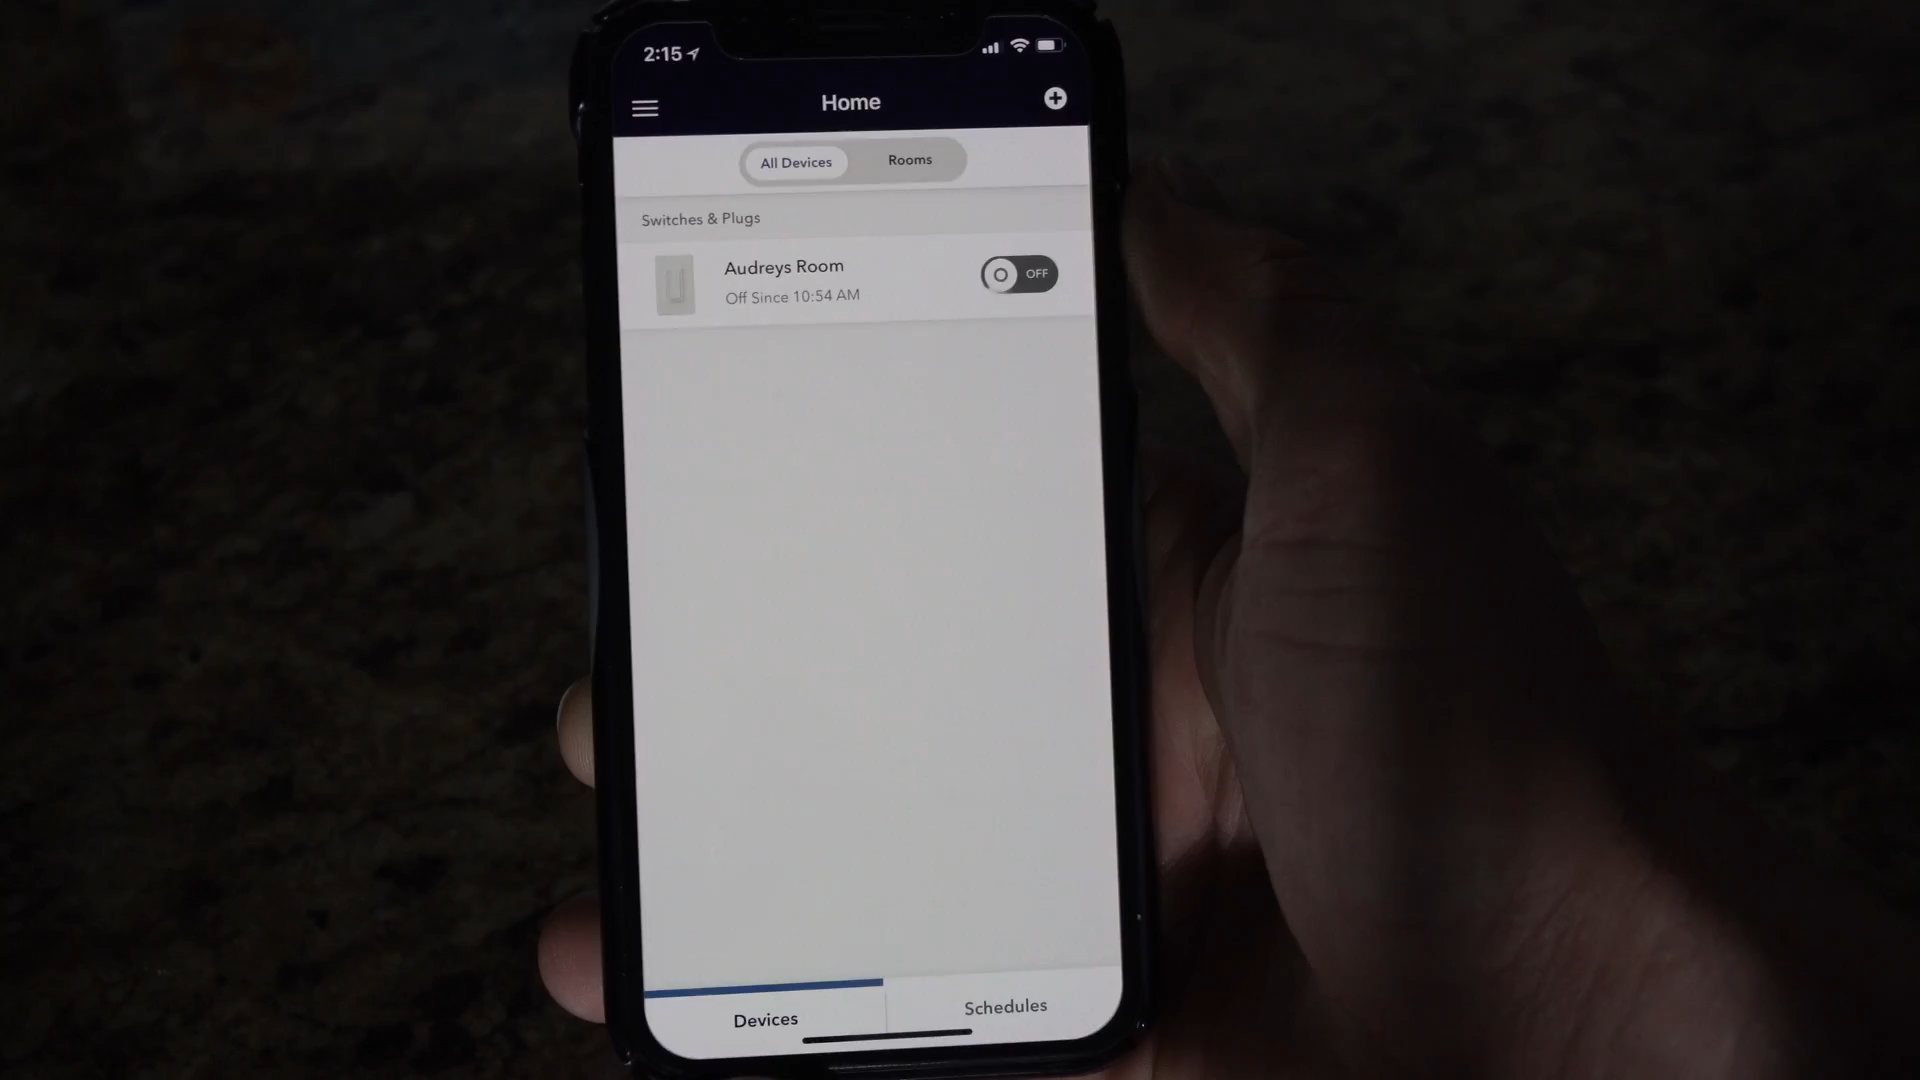 2:15
Home
All Devices
Rooms
Switches & Plugs
Audreys Room
OFF
Off Since 10:54 AM
Devices
Schedules